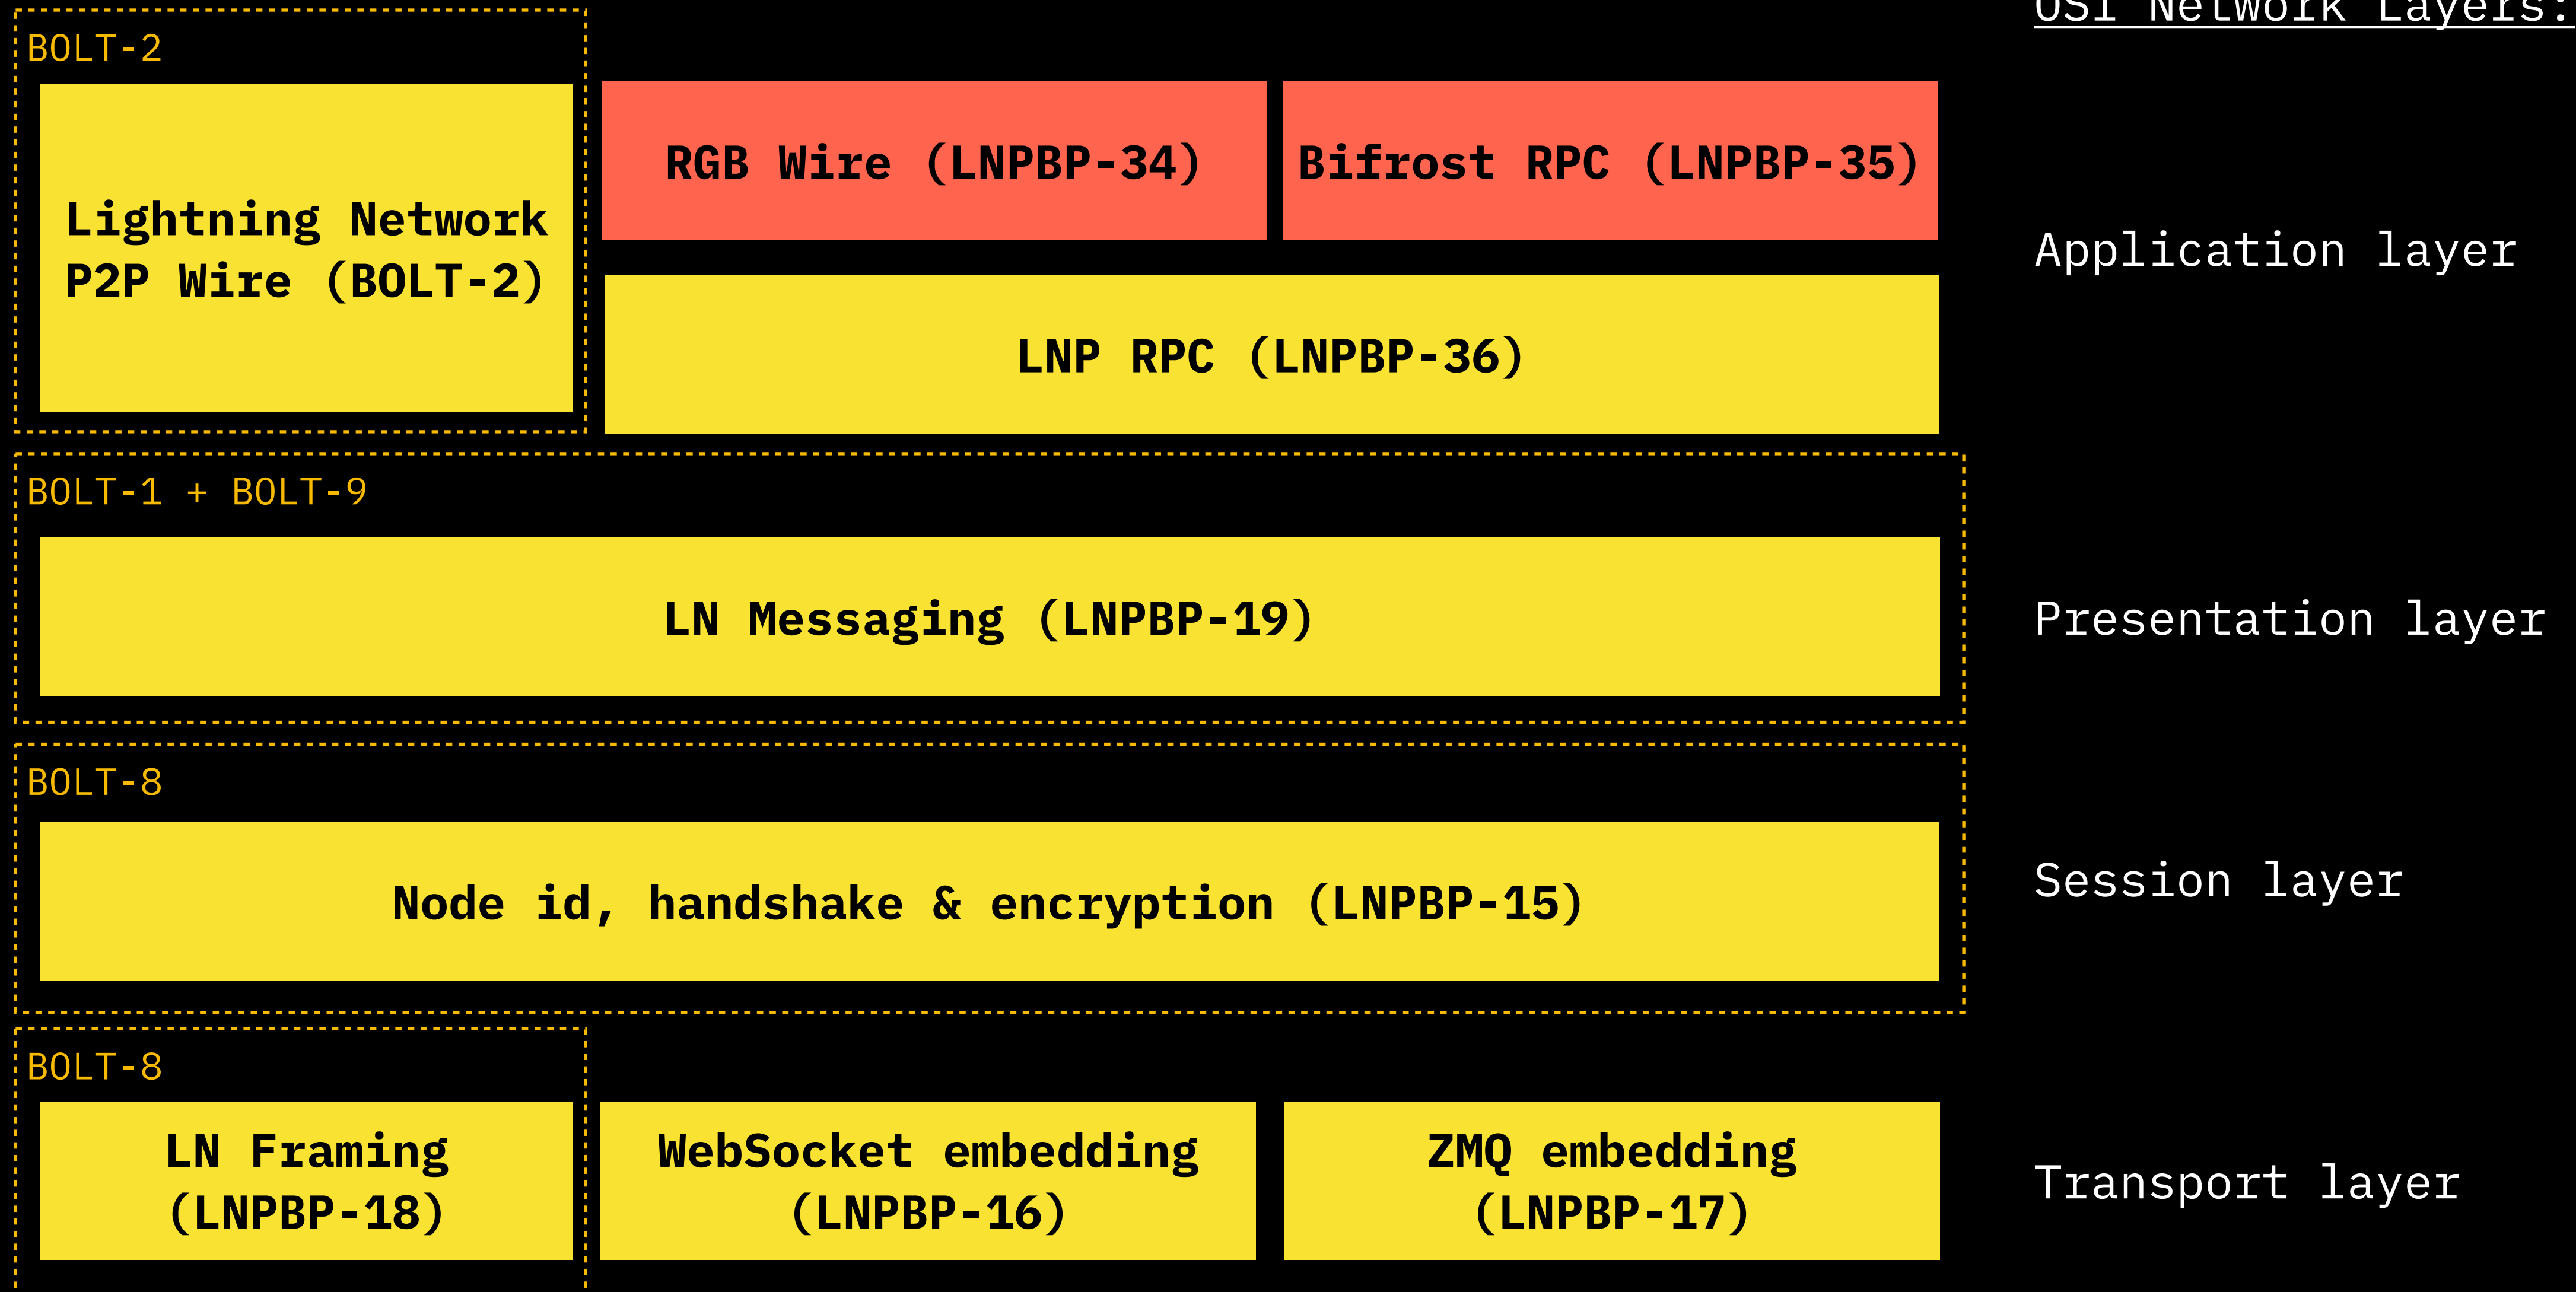 OSI Network Layers:
BOLT-2
Lightning Network
P2P Wire (BOLT-2)
RGB Wire (LNPBP-34)
Bifrost RPC (LNPBP-35)
LNP RPC (LNPBP-36)
Application layer
BOLT-1 + BOLT-9
LN Messaging (LNPBP-19)
Presentation layer
BOLT-8
Node id, handshake & encryption (LNPBP-15)
Session layer
BOLT-8
LN Framing
(LNPBP-18)
WebSocket embedding
(LNPBP-16)
ZMQ embedding
(LNPBP-17)
Transport layer